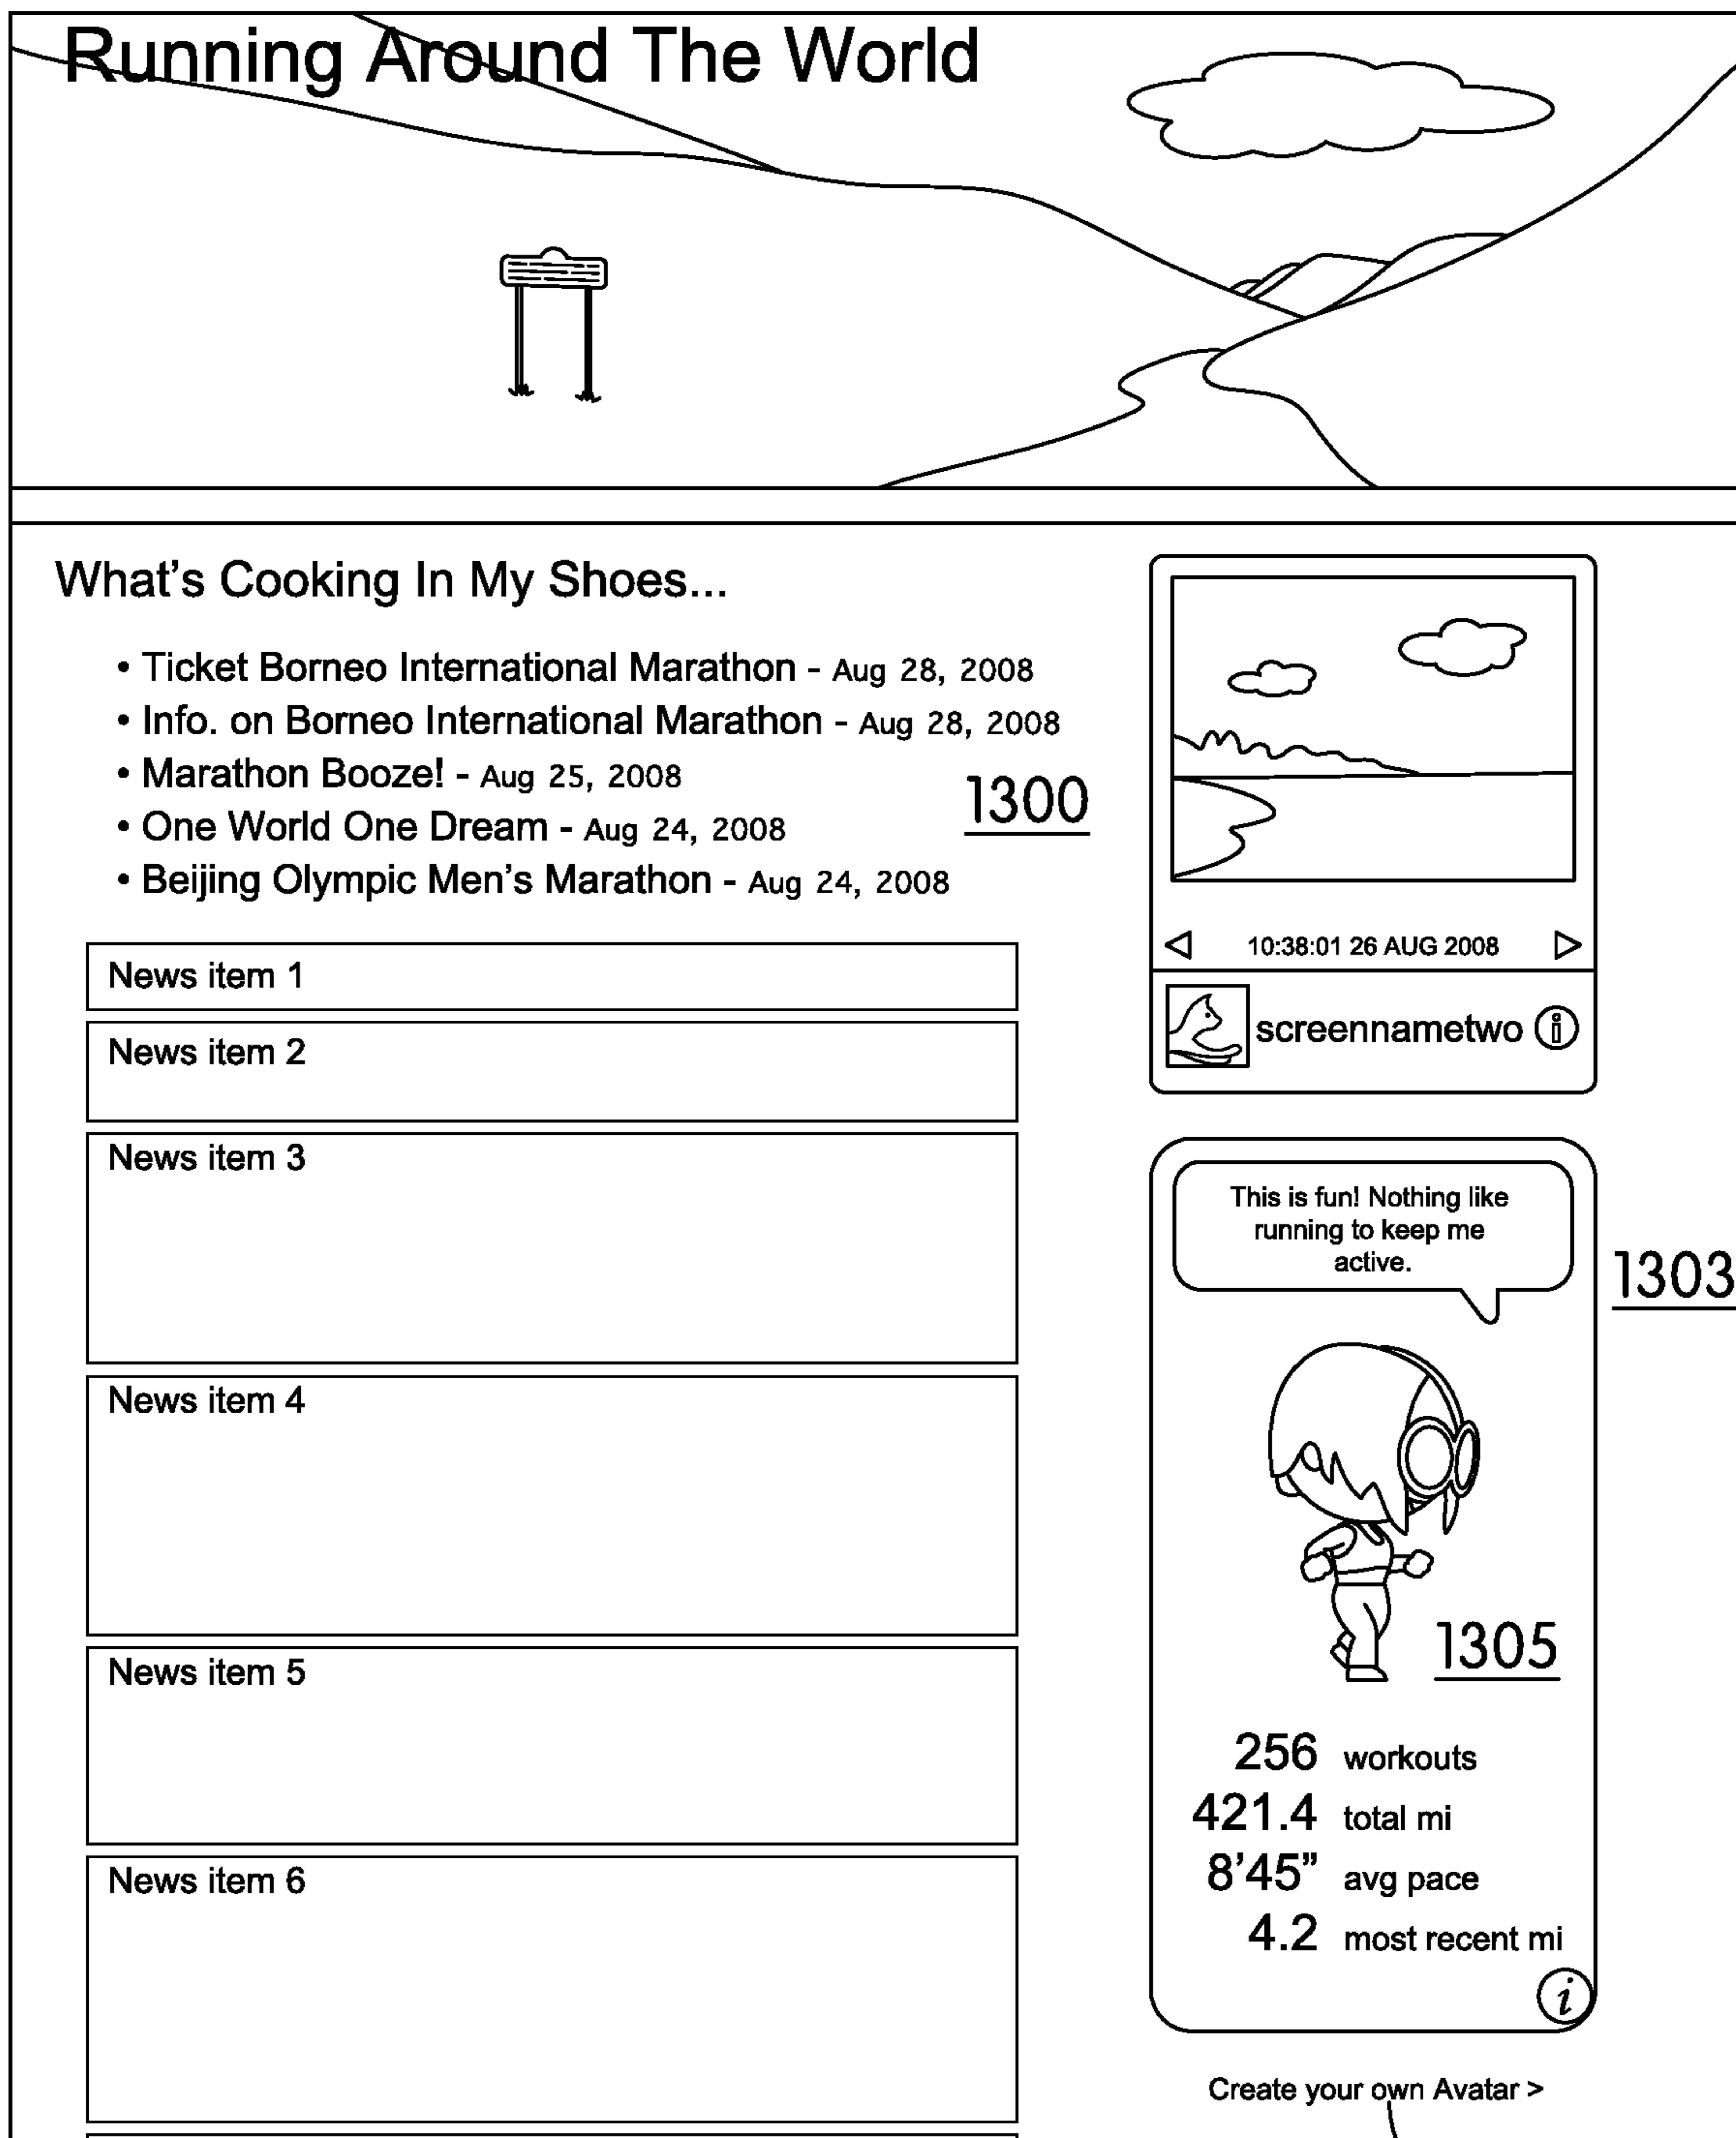 Running Around The World
What's Cooking In My Shoes...
• Ticket Borneo International Marathon - Aug 28, 2008
• Info. on Borneo International Marathon - Aug 28, 2008
• Marathon Booze! - Aug 25, 2008
• One World One Dream - Aug 24, 2008
• Beijing Olympic Men's Marathon - Aug 24, 2008
1300
News item 1
News item 2
News item 3
News item 4
News item 5
News item 6
10:38:01 26 AUG 2008
screennametwo i
This is fun! Nothing like
running to keep me
active.
1303
1305
256 workouts
421.4 total mi
8'45” avg pace
4.2 most recent mi
i
Create your own Avatar >